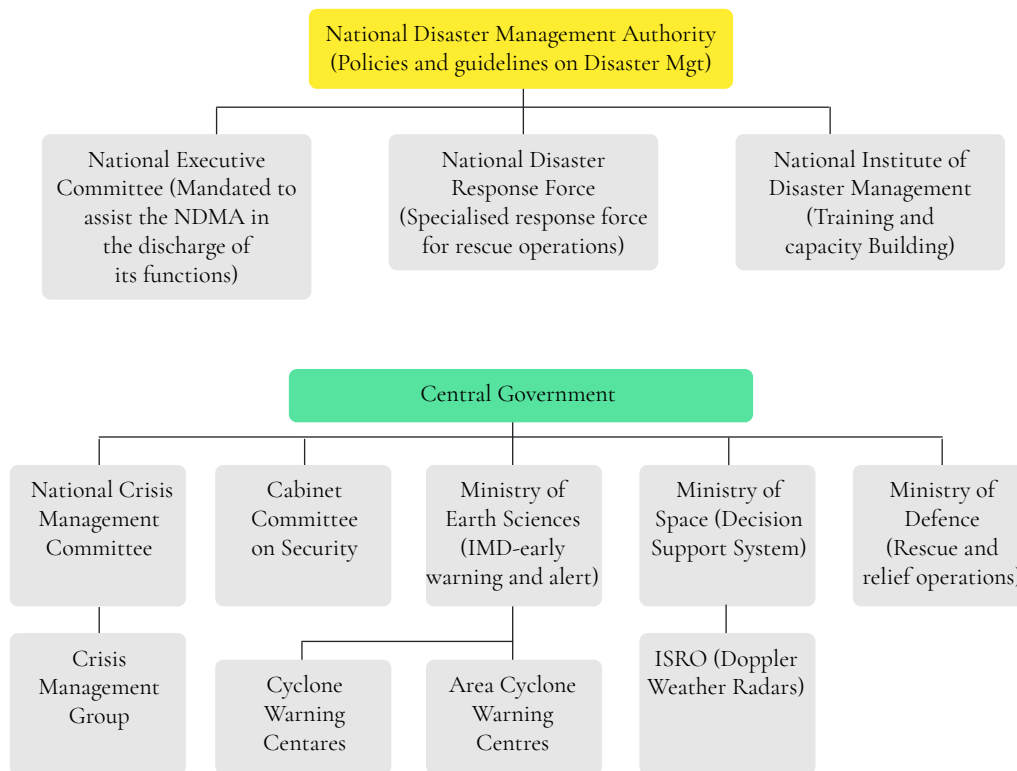 National Disaster Management Authority
(Policies and guidelines on Disaster Mgt)
National Executive
Committee (Mandated to
assist the NDMA in
the discharge of
its functions)
National Disaster
Response Force
(Specialised response force
for rescue operations)
National Institute of
Disaster Management
(Training and
capacity Building)
Central Government
National Crisis
Management
Committee
Cabinet
Committee
on Security
Ministry of
Earth Sciences
(IMD-early
warning and alert)
Ministry of
Space (Decision
Support System)
Ministry of
Defence
(Rescue and
relief operations)
Crisis
Management
Group
Cyclone
Warning
Centares
Area Cyclone
Warning
Centres
ISRO (Doppler
Weather Radars)